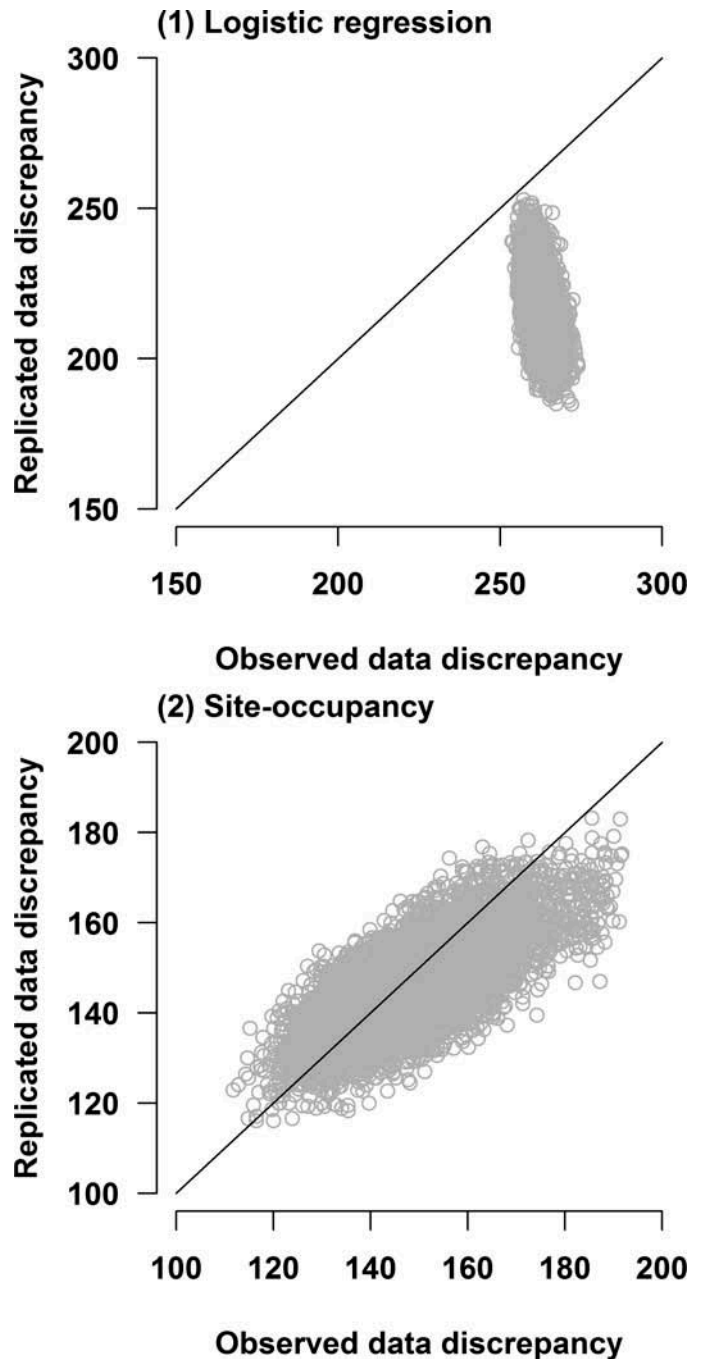 (1) Logistic regression
Replicated data discrepancy
300
250
200
150
150 200 250 300
Observed data discrepancy
(2) Site-occupancy
Replicated data discrepancy
200
180
160
140
120
100
100 120 140 160 180 200
Observed data discrepancy